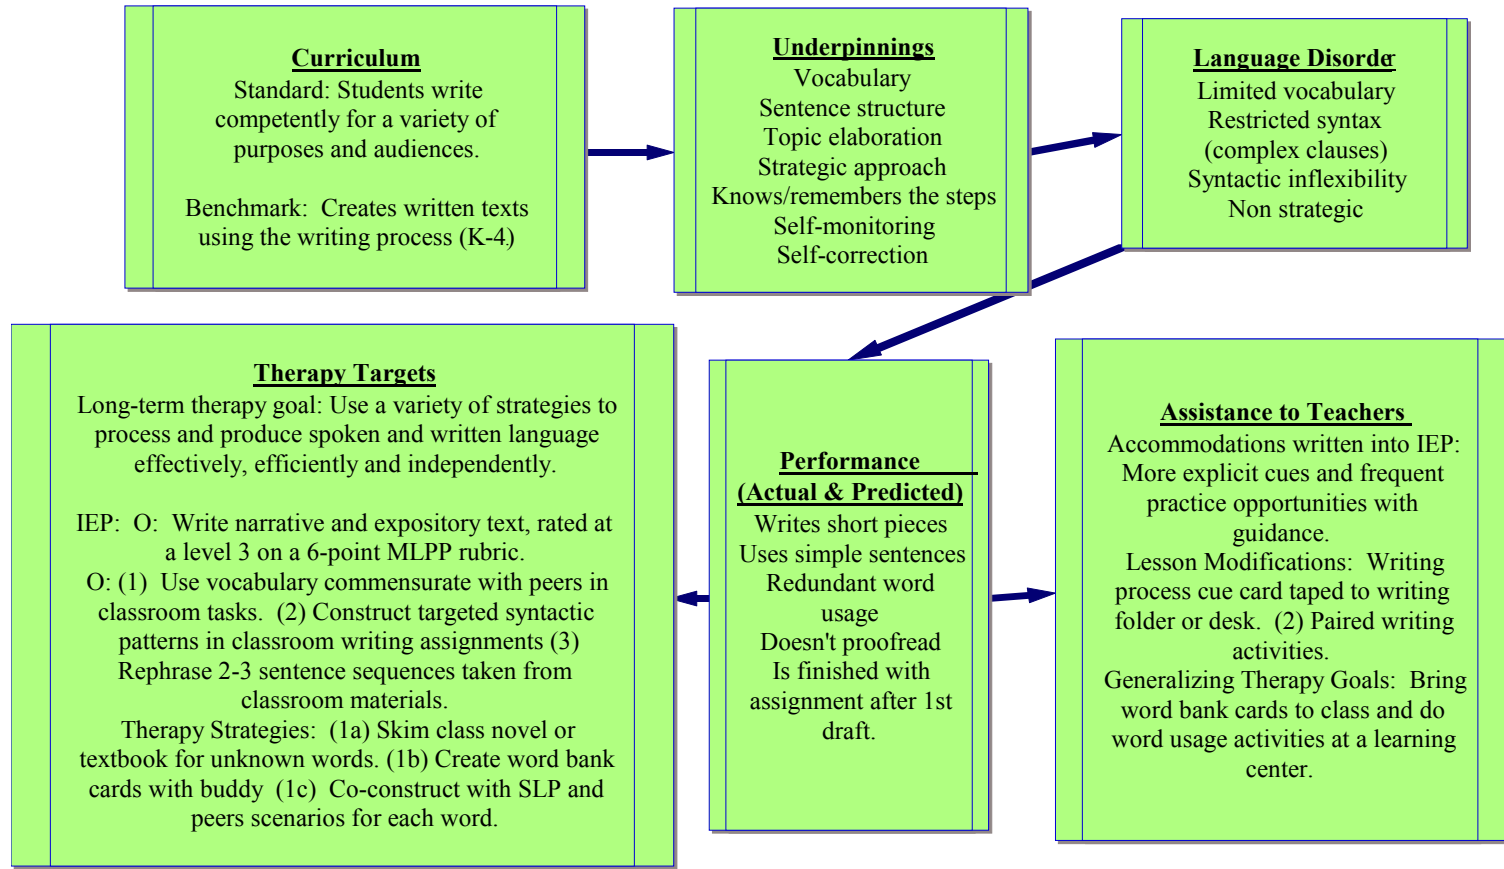 Curriculum
Standard: Students write
competently for a variety of
purposes and audiences.
Benchmark: Creates written texts
using the writing process (K-4)
Underpinnings
Vocabulary
Sentence structure
Topic elaboration
Strategic approach
Knows/remembers the steps
Self-monitoring
Self-correction
Language Disorder
Limited vocabulary
Restricted syntax
(complex clauses)
Syntactic inflexibility
Non strategic
Therapy Targets
Long-term therapy goal: Use a variety of strategies to
process and produce spoken and written language
effectively, efficiently and independently.
IEP: O: Write narrative and expository text, rated at
a level 3 on a 6-point MLPP rubric.
O: (1) Use vocabulary commensurate with peers in
classroom tasks. (2) Construct targeted syntactic
patterns in classroom writing assignments (3)
Rephrase 2-3 sentence sequences taken from
classroom materials.
Therapy Strategies: (1a) Skim class novel or
textbook for unknown words. (1b) Create word bank
cards with buddy (1c) Co-construct with SLP and
peers scenarios for each word.
Performance
(Actual & Predicted)
Writes short pieces
Uses simple sentences
Redundant word
usage
Doesn't proofread
Is finished with
assignment after 1st
draft.
Assistance to Teachers
Accommodations written into IEP:
More explicit cues and frequent
practice opportunities with
guidance.
Lesson Modifications: Writing
process cue card taped to writing
folder or desk. (2) Paired writing
activities.
Generalizing Therapy Goals: Bring
word bank cards to class and do
word usage activities at a learning
center.